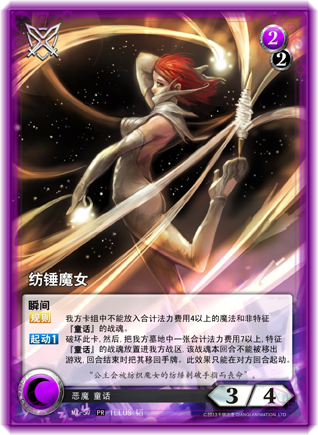 2
2
纺锤魔女
瞬间
规则 我方卡组中不能放入合计法力费用4以上的魔法和非特征
『童话』的战魂。
起动1 破坏此卡,然后,把我方墓地中一张合计法力费用7以上,特征
『童话』的战魂放置进我方战区,该战魂本回合不能被移出
游戏,回合结束时把其移回手牌。此效果只能在对方回合起动。
“公主会被纺织魔女的纺锤刺破手指而丧命”
恶魔 童话
3/4
PR ILLUS